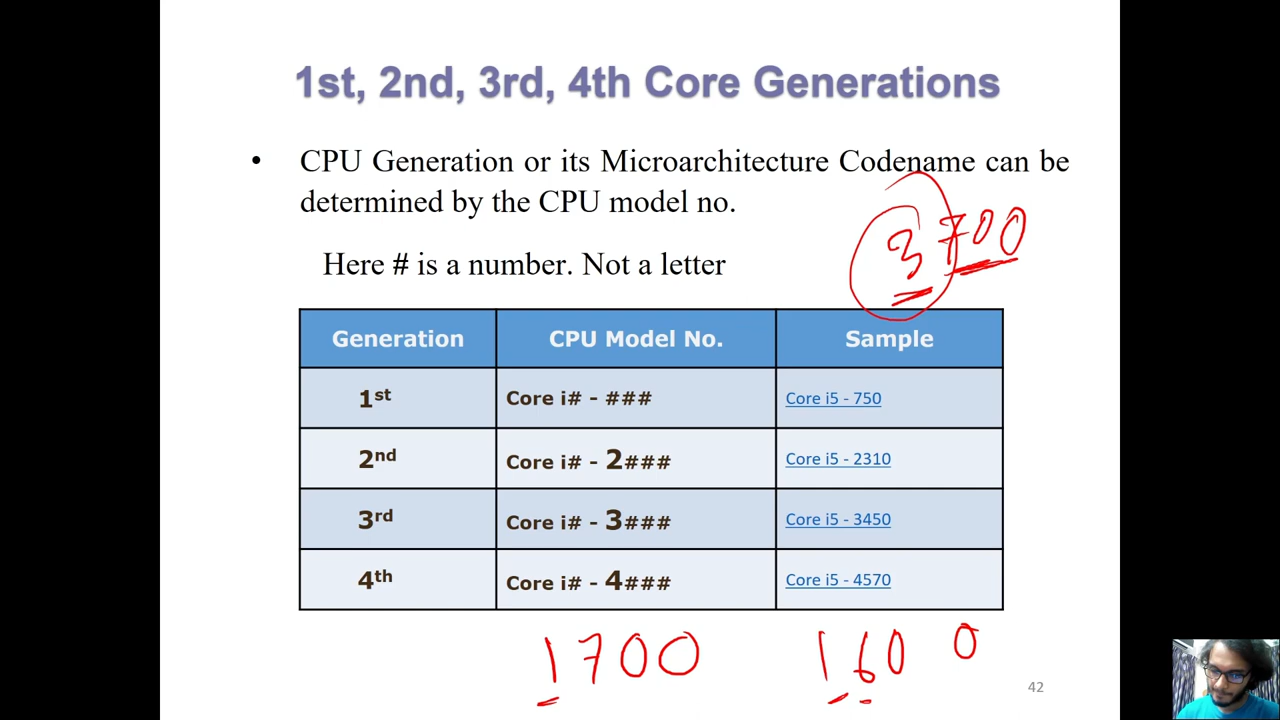 1st, 2nd, 3rd, 4th Core Generations
• CPU Generation or its Microarchitecture Codename can be
determined by the CPU model no.
3700
Here # is a number. Not a letter
Generation CPU Model No. Sample
1st Core i# - ### Core i5 - 750
2nd Core i# - 2### Core i5 - 2310
3rd Core i# - 3### Core i5 - 3450
4th Core i# - 4### Core i5 - 4570
1700 160 0
42